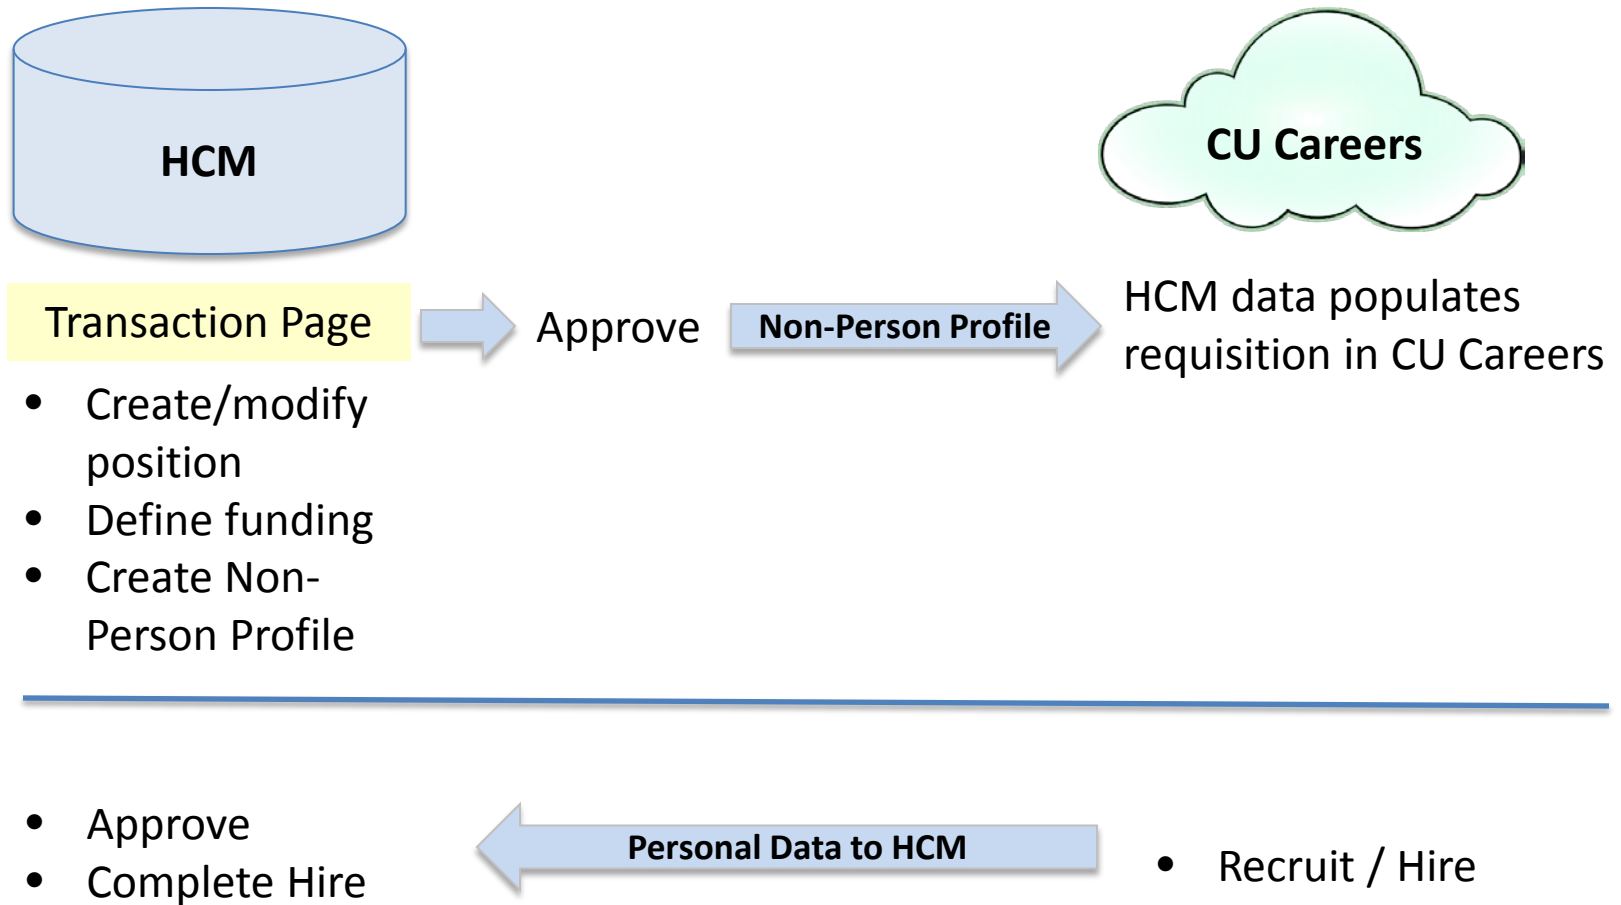 HCM
CU Careers
Transaction Page
Approve
Non-Person Profile
HCM data populates
requisition in CU Careers
• Create/modify
position
• Define funding
• Create Non-
Person Profile
• Approve
• Complete Hire
Personal Data to HCM
• Recruit / Hire